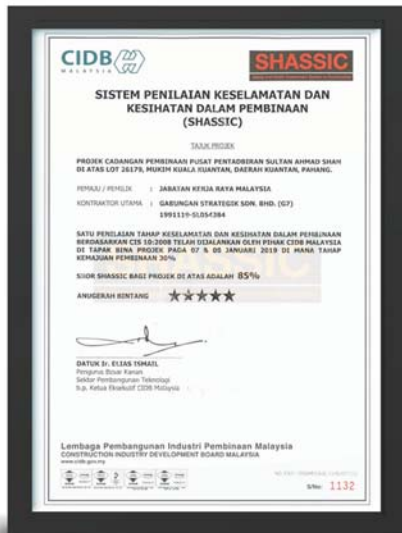 CIDB
MALAYSIA
SHASSIC
SISTEM PENILAIAN KESELAMATAN DAN
KESIHATAN DALAM PEMBINAAN
(SHASSIC)
TAJUK PROJEK
PROJEK CADANGAN PEMBINAAN PUSAT PENTADBIRAN SULTAN AHMAD SHAH
DI ATAS LOT 26179, MUKIM KUALA KUANTAN, DAERAH KUANTAN, PAHANG.
PEMAJU / PEMILIK : JABATAN KERJA RAYA MALAYSIA
KONTRAKTOR UTAMA : GABUNGAN STRATEGIK SDN. BHD. (G7)
SATU PENILAIAN TAHAP KESELAMATAN DAN KESIHATAN DALAM PEMBINAAN
BERDASARKAN CIS 10:2008 TELAH DIJALANKAN OLEH PIHAK CIDB MALAYSIA
DI TAPAK BINA PROJEK PADA 07 & 08 JANUARI 2019 DI MANA TAHAP
KEMAJUAN PEMBINAAN 30%
SKOR SHASSIC BAGI PROJEK DI ATAS ADALAH 85%
ANUGERAH BINTANG
DATUK Ir. ELIAS ISMAIL
Pengurus Besar Kanan
Sektor Pembangunan Teknologi
b.p. Ketua Eksekutif CIDB Malaysia
Lembaga Pembangunan Industri Pembinaan Malaysia
CONSTRUCTION INDUSTRY DEVELOPMENT BOARD MALAYSIA
www.cidb.gov.my
S/No: 1132